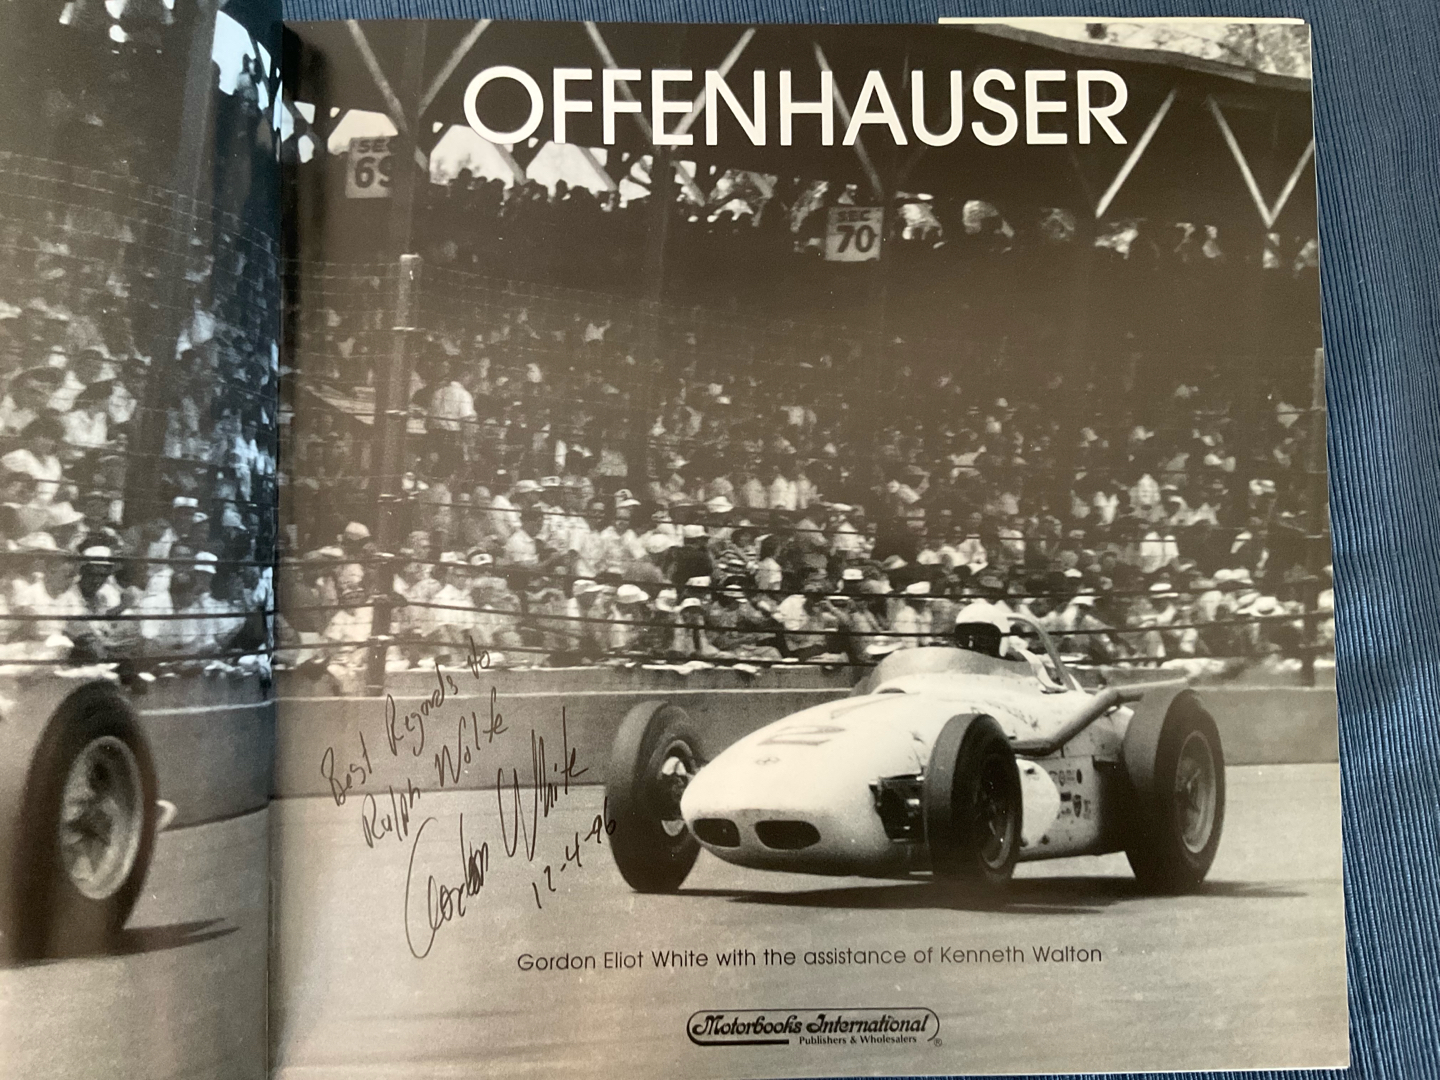 OFFENHAUSER
SEC
69
SEC
70
2
Best Regards to
Ralph Wolfe
Gordon White
12-4-96
Gordon Eliot White with the assistance of Kenneth Walton
Motorbooks International
Publishers & Wholesalers ®